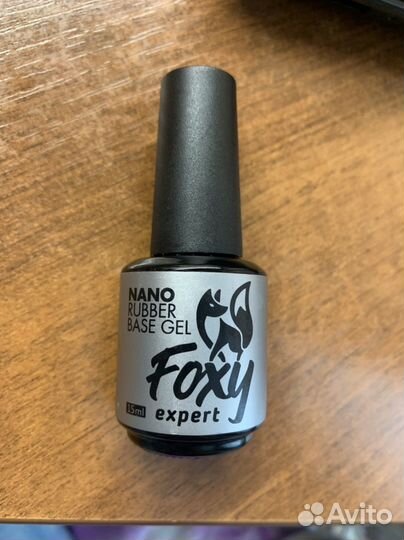 NANO
RUBBER
BASE GEL
Foxy
15ml
expert
Avito